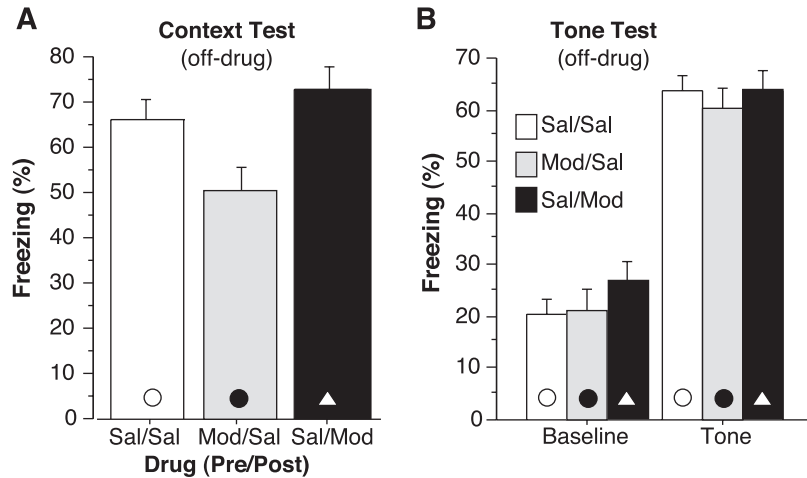 A
Context Test
(off-drug)
Freezing (%)
80
70
60
50
40
30
20
10
0
Sal/Sal Mod/Sal Sal/Mod
Drug (Pre/Post)
B
Tone Test
(off-drug)
Freezing (%)
70
60
50
40
30
20
10
0
Sal/Sal
Mod/Sal
Sal/Mod
Baseline Tone